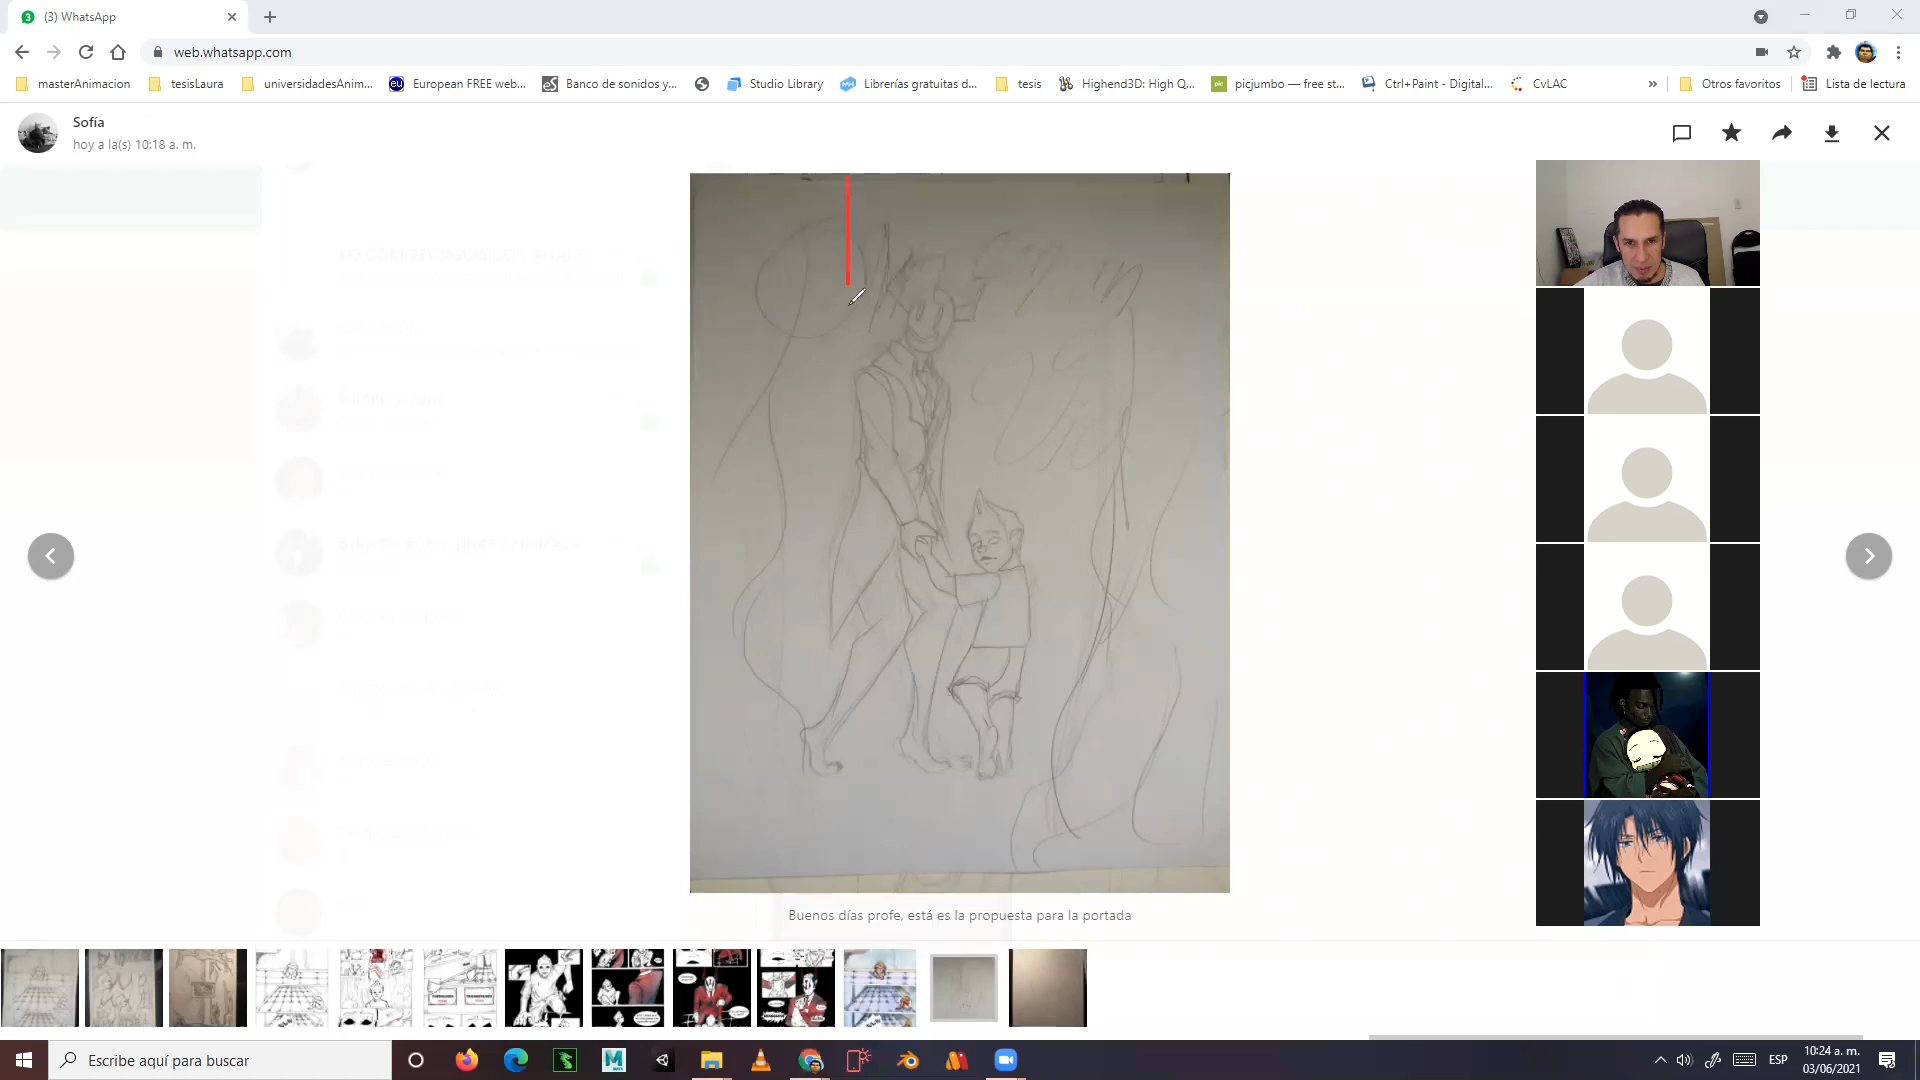 (3) WhatsApp
web.whatsapp.com
masterAnimacion
tesisLaura
universidadesAnim...
European FREE web...
Banco de sonidos y...
Studio Library
Librerías gratuitas d...
tesis
Highend3D: High Q...
picjumbo — free st...
Ctrl+Paint - Digital...
CvLAC
»
Otros favoritos
Lista de lectura
Sofía
hoy a la(s) 10:18 a. m.
Buenos días profe, está es la propuesta para la portada
Escribe aquí para buscar
ESP
10:24 a. m.
03/06/2021